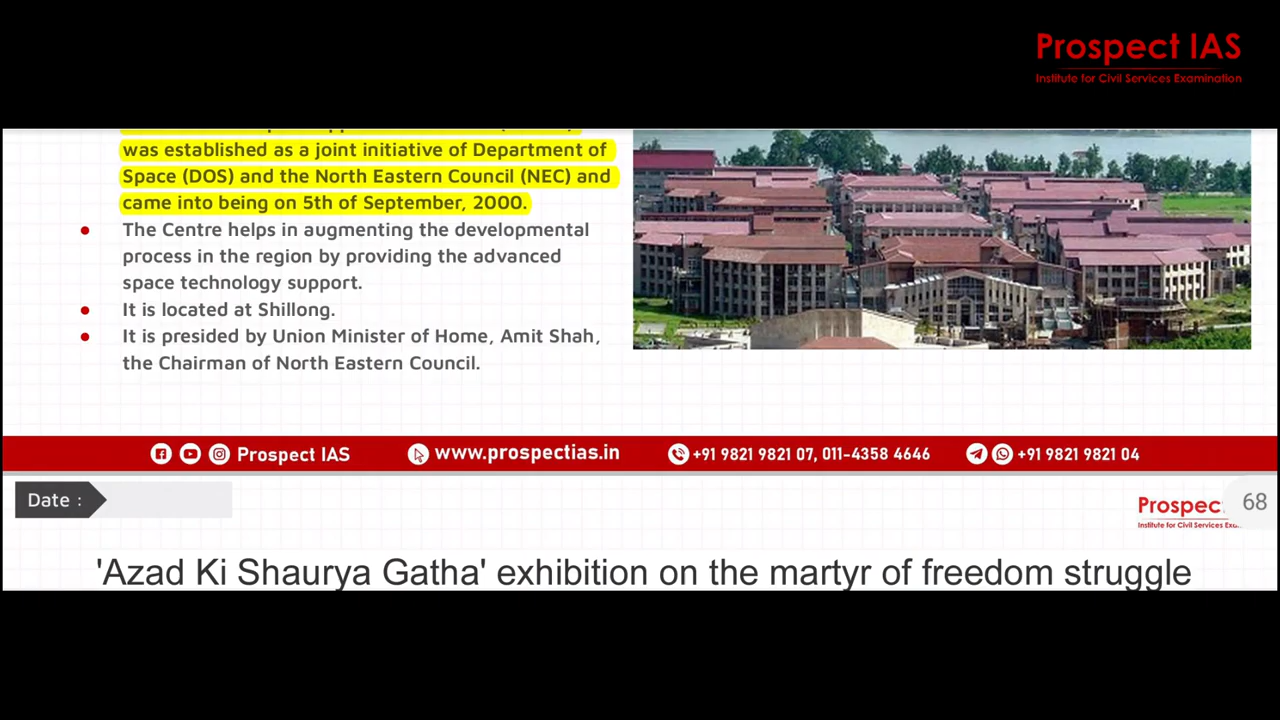 Prospect IAS
Institute for Civil Services Examination
was established as a joint initiative of Department of
Space (DOS) and the North Eastern Council (NEC) and
came into being on 5th of September, 2000.
● The Centre helps in augmenting the developmental
process in the region by providing the advanced
space technology support.
● It is located at Shillong.
● It is presided by Union Minister of Home, Amit Shah,
the Chairman of North Eastern Council.
Prospect IAS www.prospectias.in +91 9821 9821 07, 011-4358 4646 +91 9821 9821 04
Date :
Prospec
68
Institute for Civil Services
'Azad Ki Shaurya Gatha' exhibition on the martyr of freedom struggle